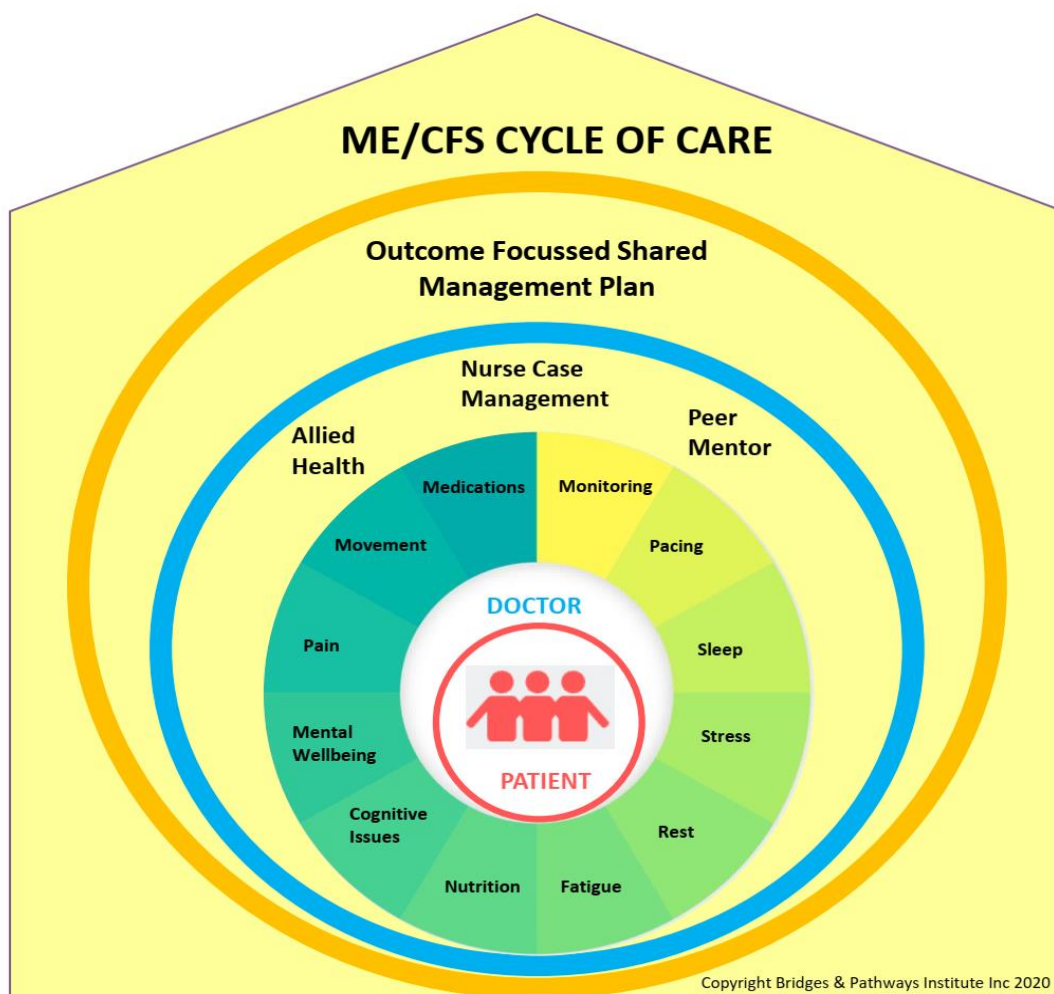 ME/CFS CYCLE OF CARE
Outcome Focussed Shared
Management Plan
Nurse Case
Management
Allied
Health
Peer
Mentor
Medications
Monitoring
Movement
Pacing
Pain
Sleep
Mental
Wellbeing
Stress
Cognitive
Issues
Rest
Nutrition
Fatigue
DOCTOR
PATIENT
Copyright Bridges & Pathways Institute Inc 2020